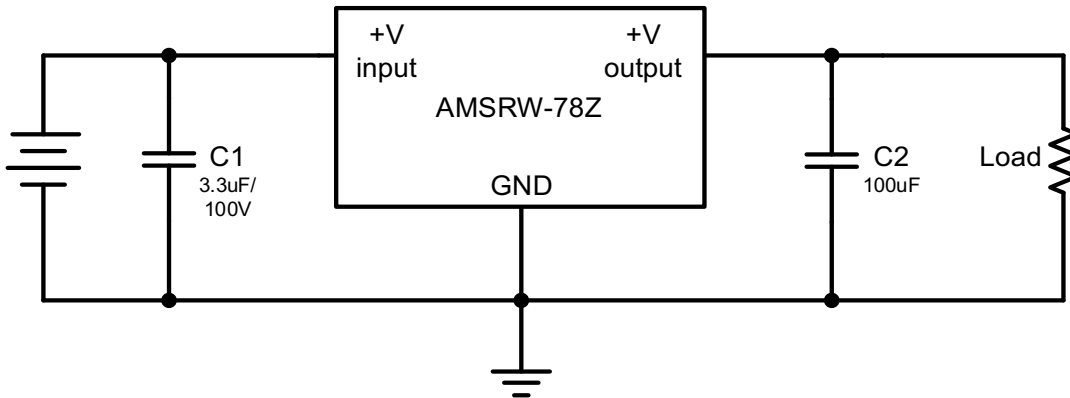 +V
input
+V
output
AMSRW-78Z
GND
C1
3.3uF/
100V
C2
100uF
Load